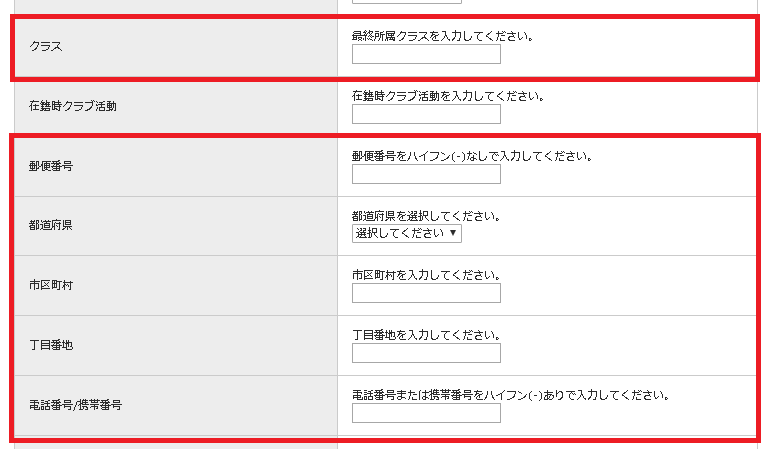 クラス
最終所属クラスを入力してください。
在籍時クラブ活動
在籍時クラブ活動を入力してください。
郵便番号
郵便番号をハイフン(-)なしで入力してください。
都道府県
都道府県を選択してください。
選択してください ▼
市区町村
市区町村を入力してください。
丁目番地
丁目番地を入力してください。
電話番号/携帯番号
電話番号または携帯番号をハイフン(-)ありで入力してください。